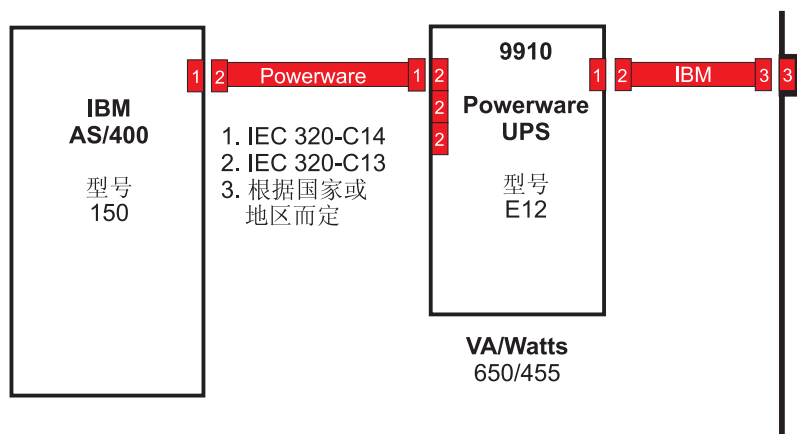 IBM
AS/400
型号
150
1
2
Powerware
1
1. IEC 320-C14
2. IEC 320-C13
3. 根据国家或
地区而定
9910
2
2
2
Powerware
UPS
型号
E12
1
VA/Watts
650/455
2
IBM
3
3